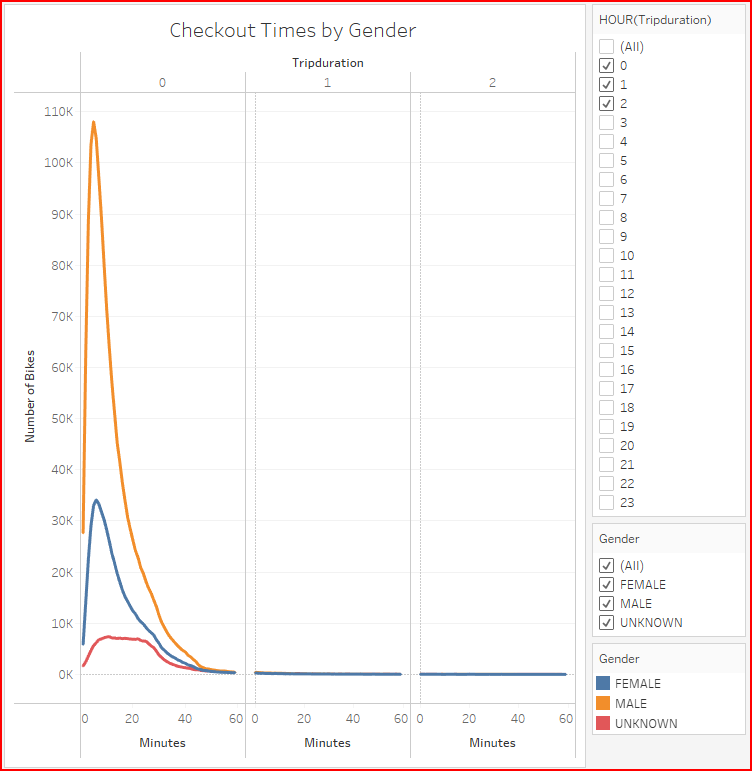 Checkout Times by Gender
Tripduration
0 1 2
110K
100K
90K
80K
70K
60K
50K
40K
30K
20K
10K
0K
Number of Bikes
0 20 40 60 0 20 40 60 0 20 40 60
Minutes Minutes Minutes
HOUR(Tripduration)
(All)
0
1
2
3
4
5
6
7
8
9
10
11
12
13
14
15
16
17
18
19
20
21
22
23
Gender
(All)
FEMALE
MALE
UNKNOWN
Gender
FEMALE
MALE
UNKNOWN